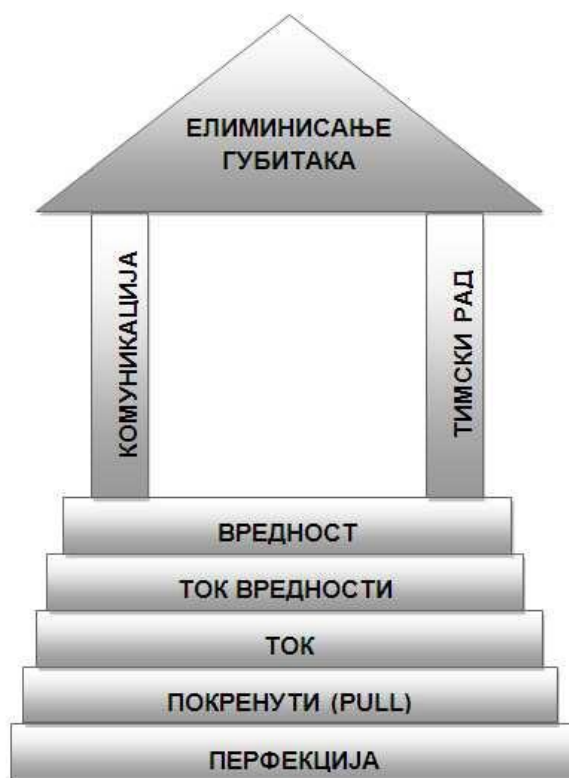 ЕЛИМИНИСАЊЕ
ГУБИТАКА
КОМУНИКАЦИЈА
ТИМСКИ РАД
ВРЕДНОСТ
ТОК ВРЕДНОСТИ
ТОК
ПОКРЕНУТИ (PULL)
ПЕРФЕКЦИЈА